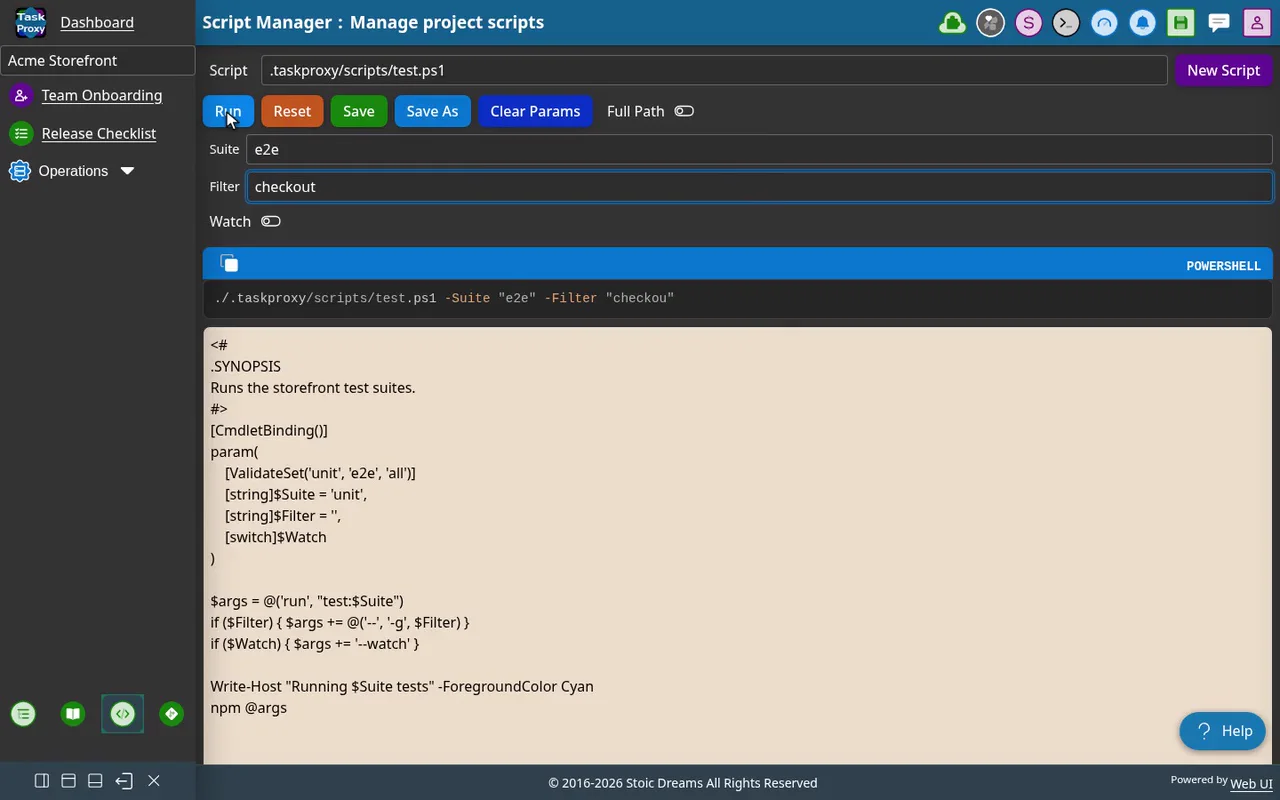 Task
Proxy
Dashboard
Script Manager : Manage project scripts
S
Acme Storefront
Team Onboarding
Release Checklist
Operations
Script
.taskproxy/scripts/test.ps1
New Script
Run
Reset
Save
Save As
Clear Params
Full Path
Suite
e2e
Filter
checkout
Watch
POWERSHELL
./.taskproxy/scripts/test.ps1 -Suite "e2e" -Filter "checkou"
<#
.SYNOPSIS
Runs the storefront test suites.
#>
[CmdletBinding()]
param(
    [ValidateSet('unit', 'e2e', 'all')]
    [string]$Suite = 'unit',
    [string]$Filter = '',
    [switch]$Watch
)

$args = @('run', "test:$Suite")
if ($Filter) { $args += @('--', '-g', $Filter) }
if ($Watch) { $args += '--watch' }

Write-Host "Running $Suite tests" -ForegroundColor Cyan
npm @args
? Help
© 2016-2026 Stoic Dreams All Rights Reserved
Powered by Web UI